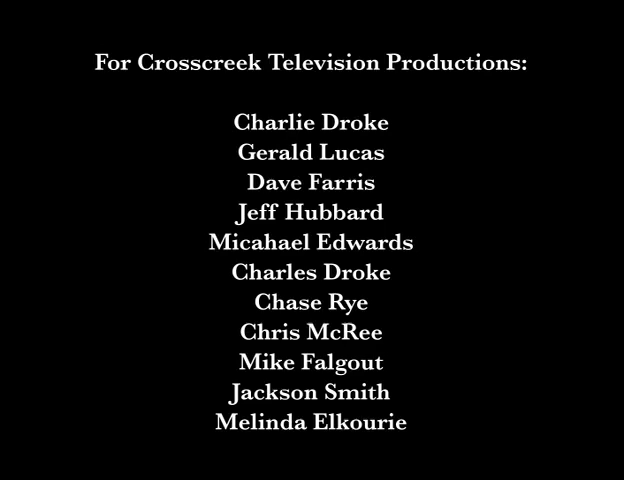 For Crosscreek Television Productions:
Charlie Droke
Gerald Lucas
Dave Farris
Jeff Hubbard
Micahael Edwards
Charles Droke
Chase Rye
Chris McRee
Mike Falgout
Jackson Smith
Melinda Elkourie